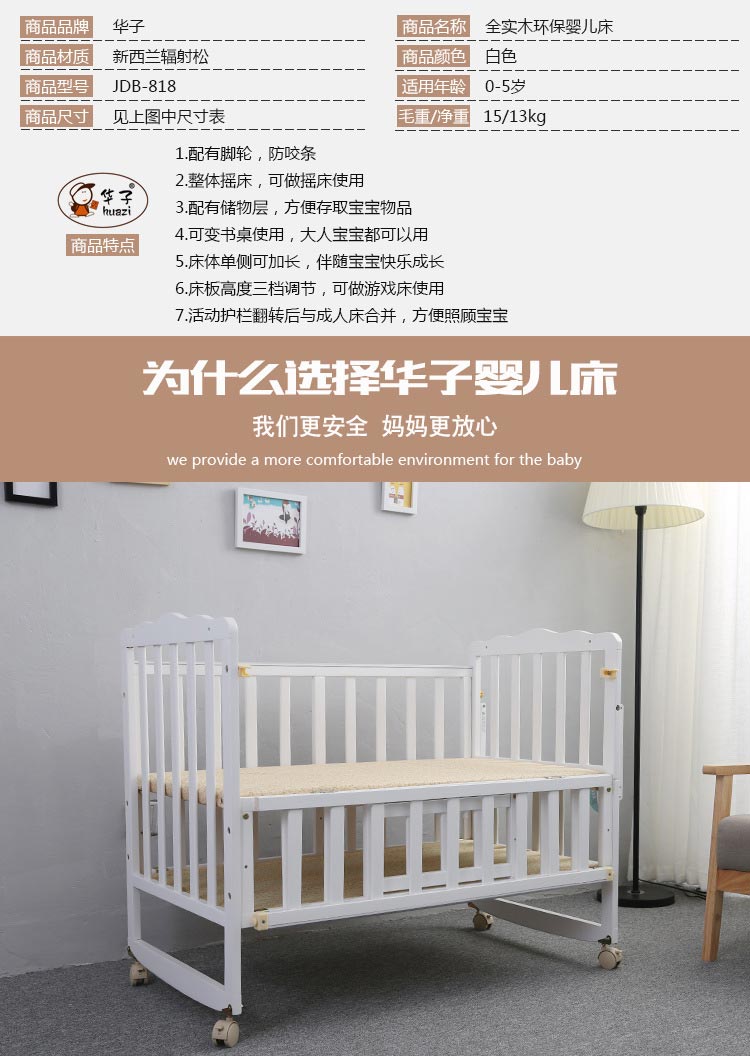 商品品牌 华子
商品名称 全实木环保婴儿床
商品材质 新西兰辐射松
商品颜色 白色
商品型号 JDB-818
适用年龄 0-5岁
商品尺寸 见上图中尺寸表
毛重/净重 15/13kg
华子®
huazi
商品特点
1.配有脚轮，防咬条
2.整体摇床，可做摇床使用
3.配有储物层，方便存取宝宝物品
4.可变书桌使用，大人宝宝都可以用
5.床体单侧可加长，伴随宝宝快乐成长
6.床板高度三档调节，可做游戏床使用
7.活动护栏翻转后与成人床合并，方便照顾宝宝
为什么选择华子婴儿床
我们更安全 妈妈更放心
we provide a more comfortable environment for the baby